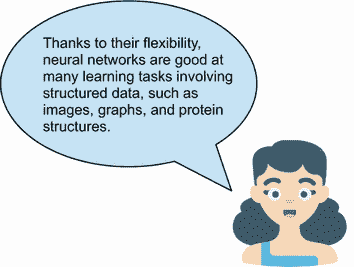 Thanks to their flexibility,
neural networks are good at
many learning tasks involving
structured data, such as
images, graphs, and protein
structures.